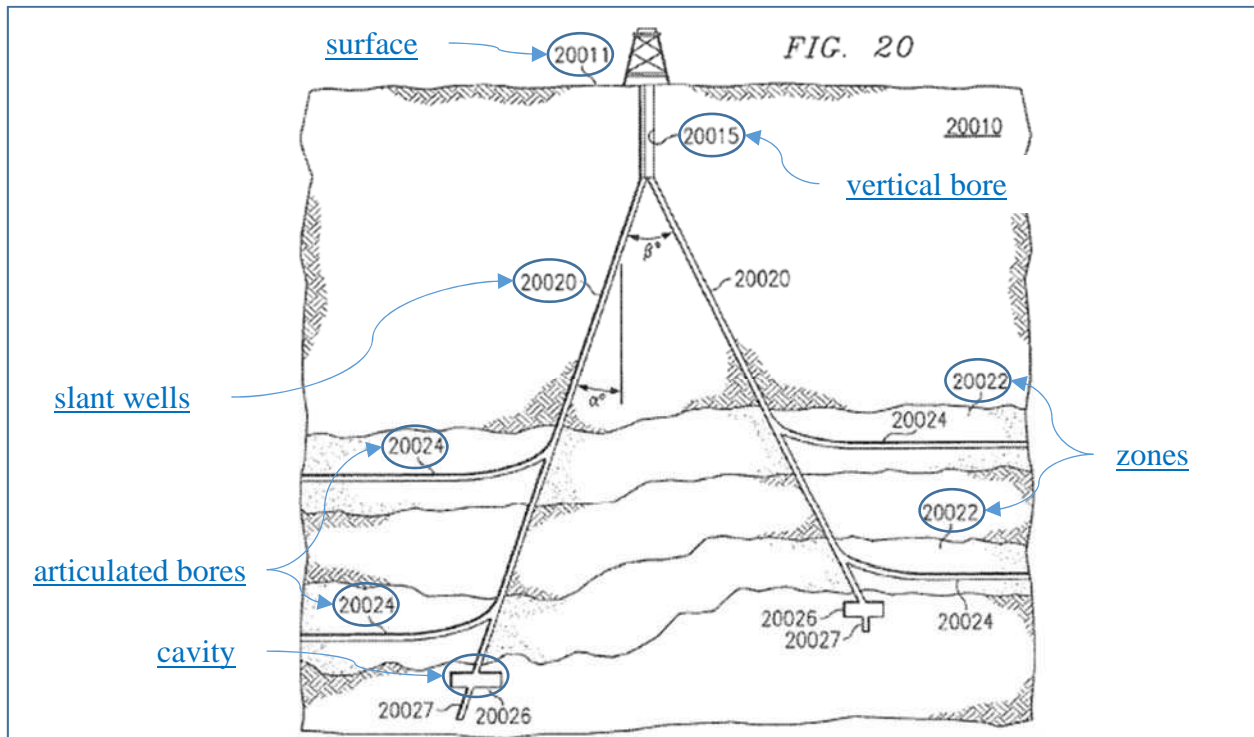 surface
20011
FIG. 20
20010
20015
vertical bore
β°
20020
20020
slant wells
α°
20022
20024
20024
zones
20022
articulated bores
20024
20026
20027
20024
cavity
20027
20026